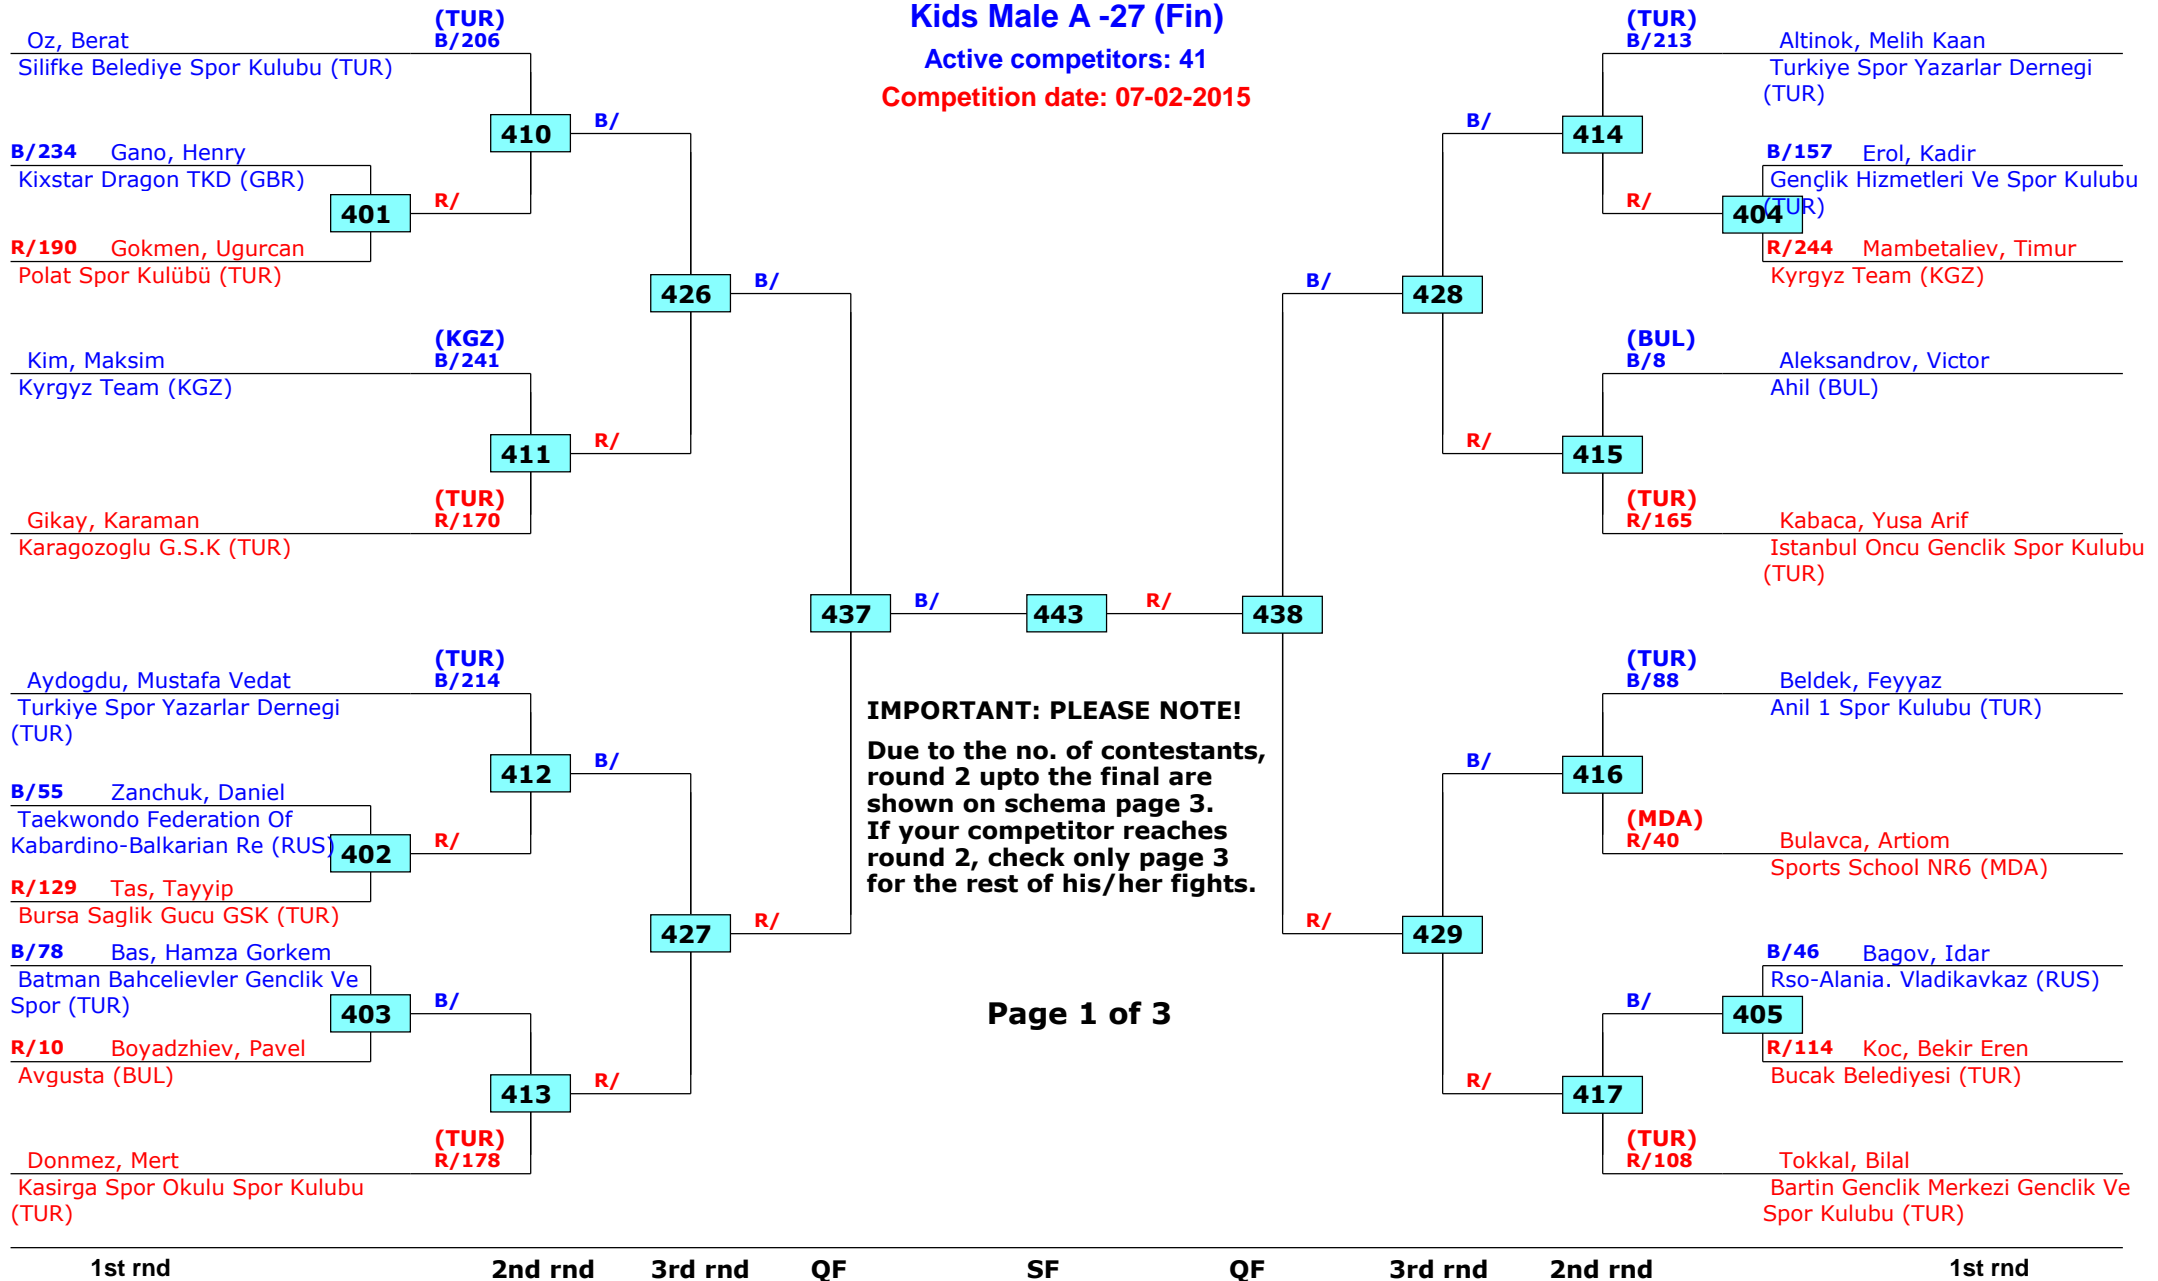 Kids Male A -27 (Fin)
Active competitors: 41
Competition date: 07-02-2015
Oz, Berat
(TUR)
B/206
Silifke Belediye Spor Kulubu (TUR)
410
B/
B/234 Gano, Henry
Kixstar Dragon TKD (GBR)
401
R/
R/190 Gokmen, Ugurcan
Polat Spor Kulübü (TUR)
426
B/
Kim, Maksim
(KGZ)
B/241
Kyrgyz Team (KGZ)
411
R/
Gikay, Karaman
(TUR)
R/170
Karagozoglu G.S.K (TUR)
437
B/
443
R/
438
Aydogdu, Mustafa Vedat
(TUR)
B/214
Turkiye Spor Yazarlar Dernegi
(TUR)
412
B/
B/55 Zanchuk, Daniel
Taekwondo Federation Of
Kabardino-Balkarian Re (RUS)
402
R/
R/129 Tas, Tayyip
Bursa Saglik Gucu GSK (TUR)
427
R/
B/78 Bas, Hamza Gorkem
Batman Bahcelievler Genclik Ve
Spor (TUR)
403
B/
R/10 Boyadzhiev, Pavel
Avgusta (BUL)
413
R/
Donmez, Mert
(TUR)
R/178
Kasirga Spor Okulu Spor Kulubu
(TUR)
IMPORTANT: PLEASE NOTE!
Due to the no. of contestants,
round 2 upto the final are
shown on schema page 3.
If your competitor reaches
round 2, check only page 3
for the rest of his/her fights.
Page 1 of 3
(TUR)
B/213
Altinok, Melih Kaan
Turkiye Spor Yazarlar Dernegi
(TUR)
B/
414
B/157 Erol, Kadir
Gençlik Hizmetleri Ve Spor Kulubu
(TUR)
R/
404
R/244 Mambetaliev, Timur
Kyrgyz Team (KGZ)
B/
428
(BUL)
B/8
Aleksandrov, Victor
Ahil (BUL)
R/
415
(TUR)
R/165
Kabaca, Yusa Arif
Istanbul Oncu Genclik Spor Kulubu
(TUR)
(TUR)
B/88
Beldek, Feyyaz
Anil 1 Spor Kulubu (TUR)
B/
416
(MDA)
R/40
Bulavca, Artiom
Sports School NR6 (MDA)
R/
429
B/46 Bagov, Idar
Rso-Alania. Vladikavkaz (RUS)
B/
405
R/114 Koc, Bekir Eren
Bucak Belediyesi (TUR)
R/
417
(TUR)
R/108
Tokkal, Bilal
Bartin Genclik Merkezi Genclik Ve
Spor Kulubu (TUR)
1st rnd 2nd rnd 3rd rnd QF SF QF 3rd rnd 2nd rnd 1st rnd